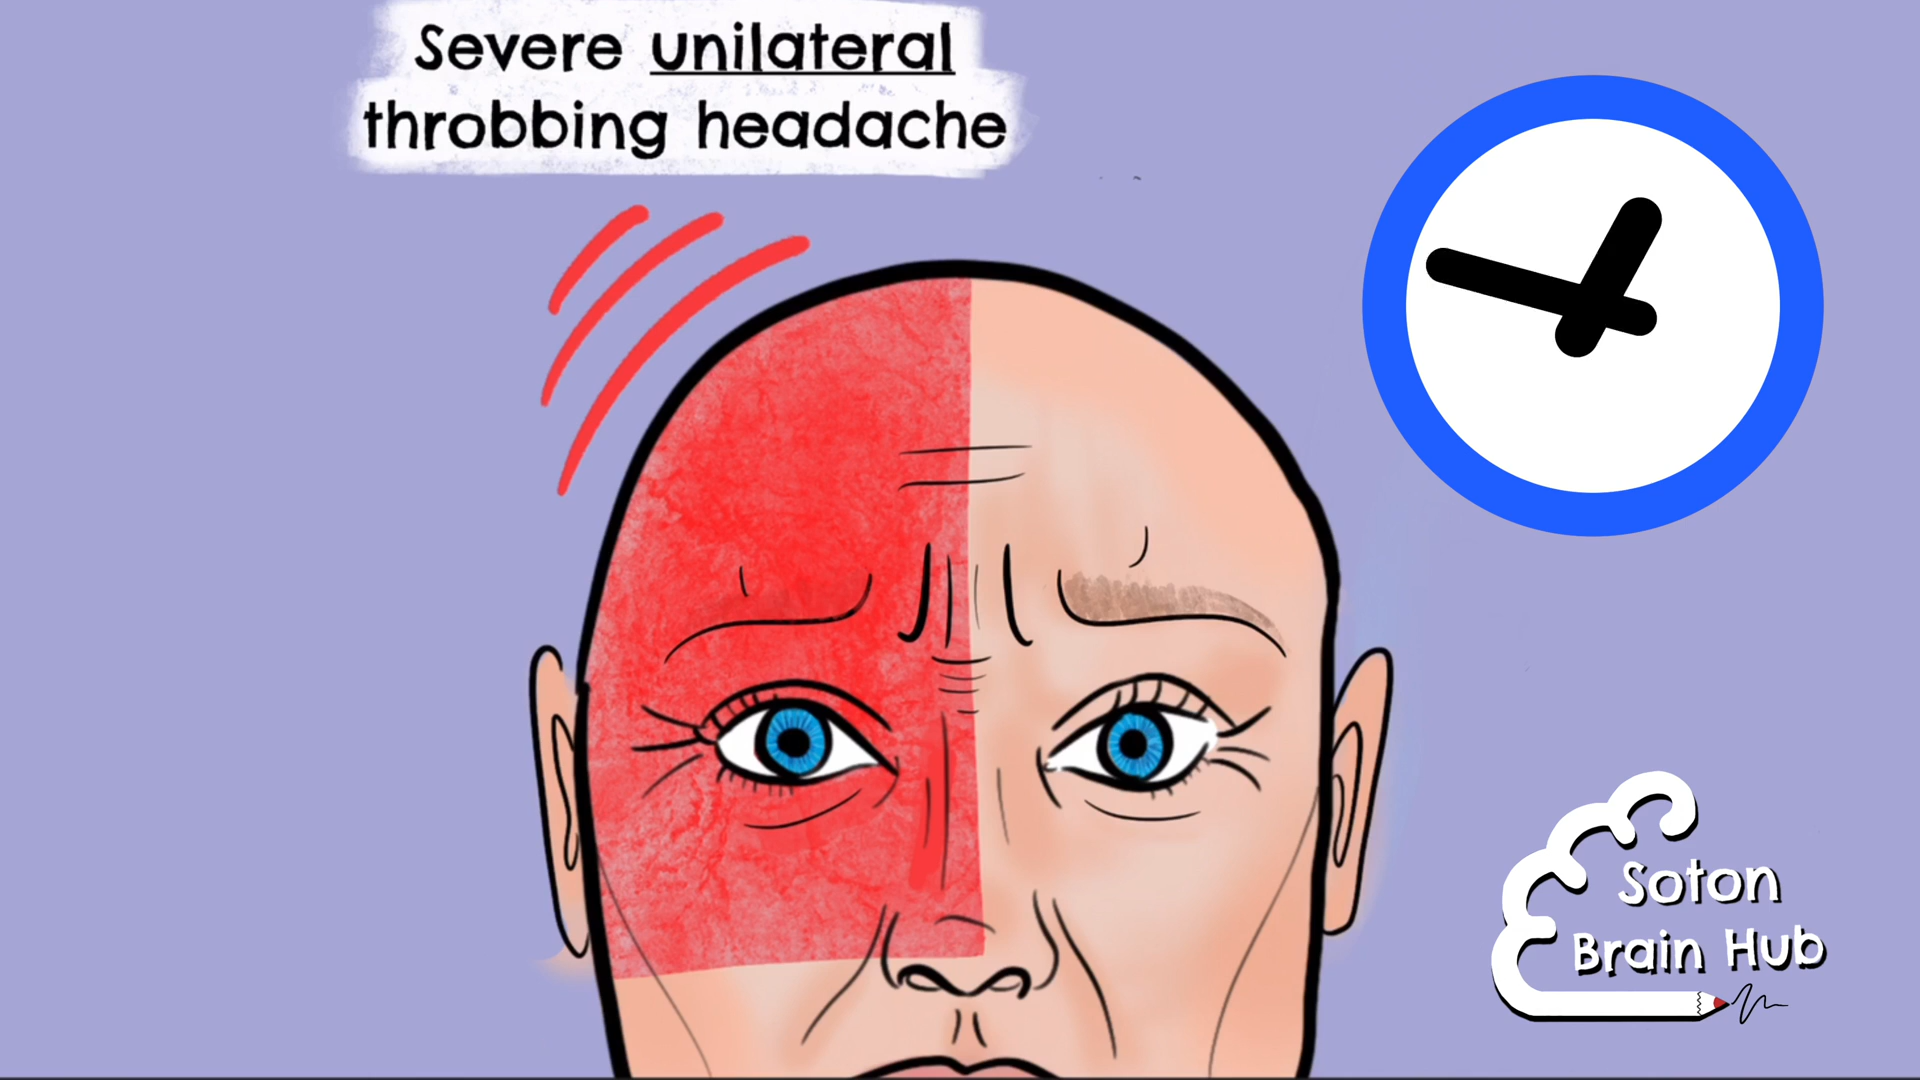 Severe unilateral
throbbing headache
Soton
Brain Hub